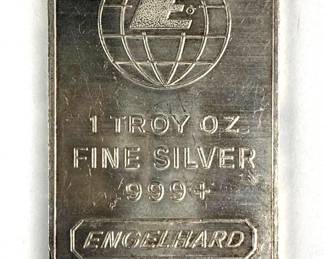 E
1 TROY OZ
FINE SILVER
999+
ENGELHARD